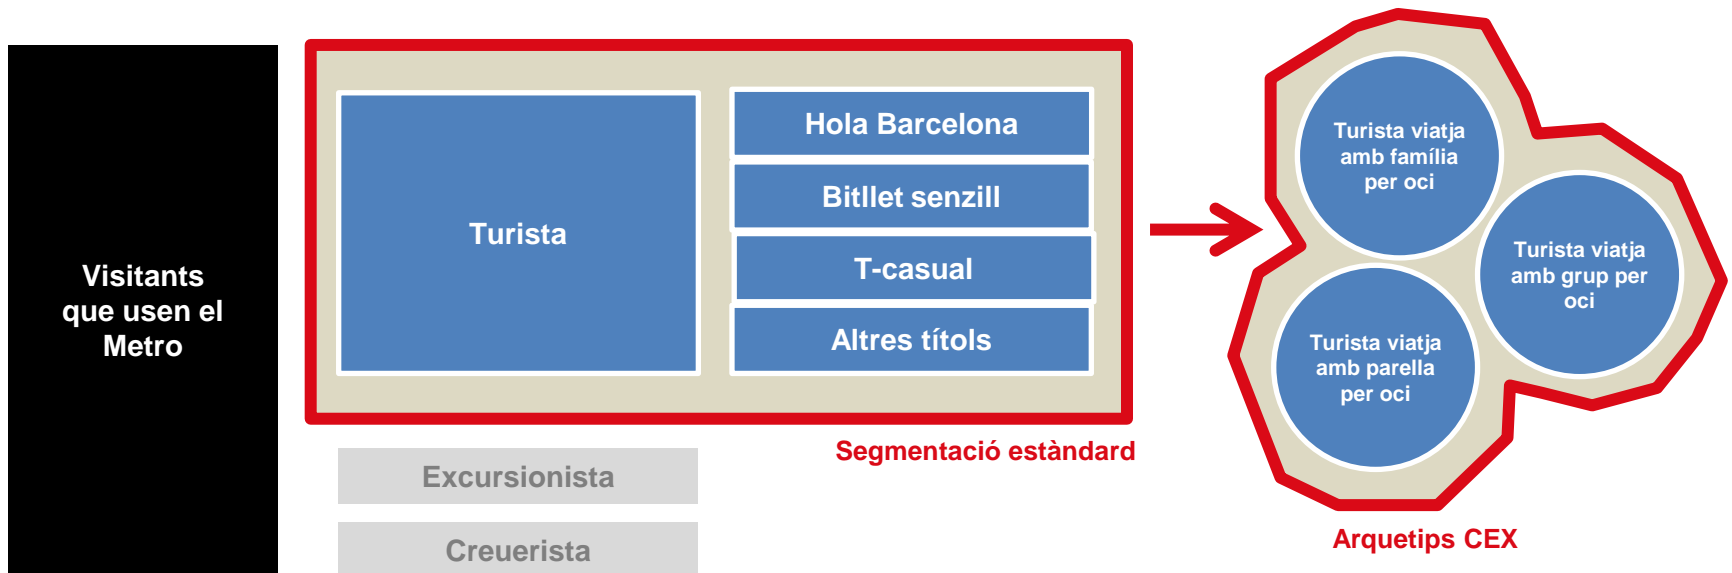 Visitants
que usen el
Metro
Turista
Hola Barcelona
Bitllet senzill
T-casual
Altres títols
Segmentació estàndard
Excursionista
Creuerista
Turista viatja
amb família
per oci
Turista viatja
amb grup per
oci
Turista viatja
amb parella
per oci
Arquetips CEX